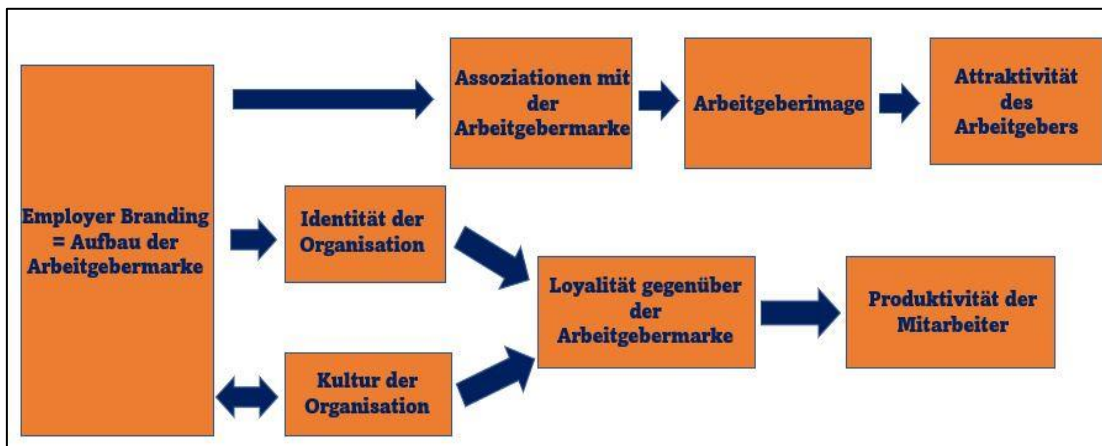 Employer Branding
= Aufbau der
Arbeitgebermarke
Assoziationen mit
der
Arbeitgebermarke
Arbeitgeberimage
Attraktivität
des
Arbeitgebers
Identität der
Organisation
Kultur der
Organisation
Loyalität gegenüber
der
Arbeitgebermarke
Produktivität der
Mitarbeiter